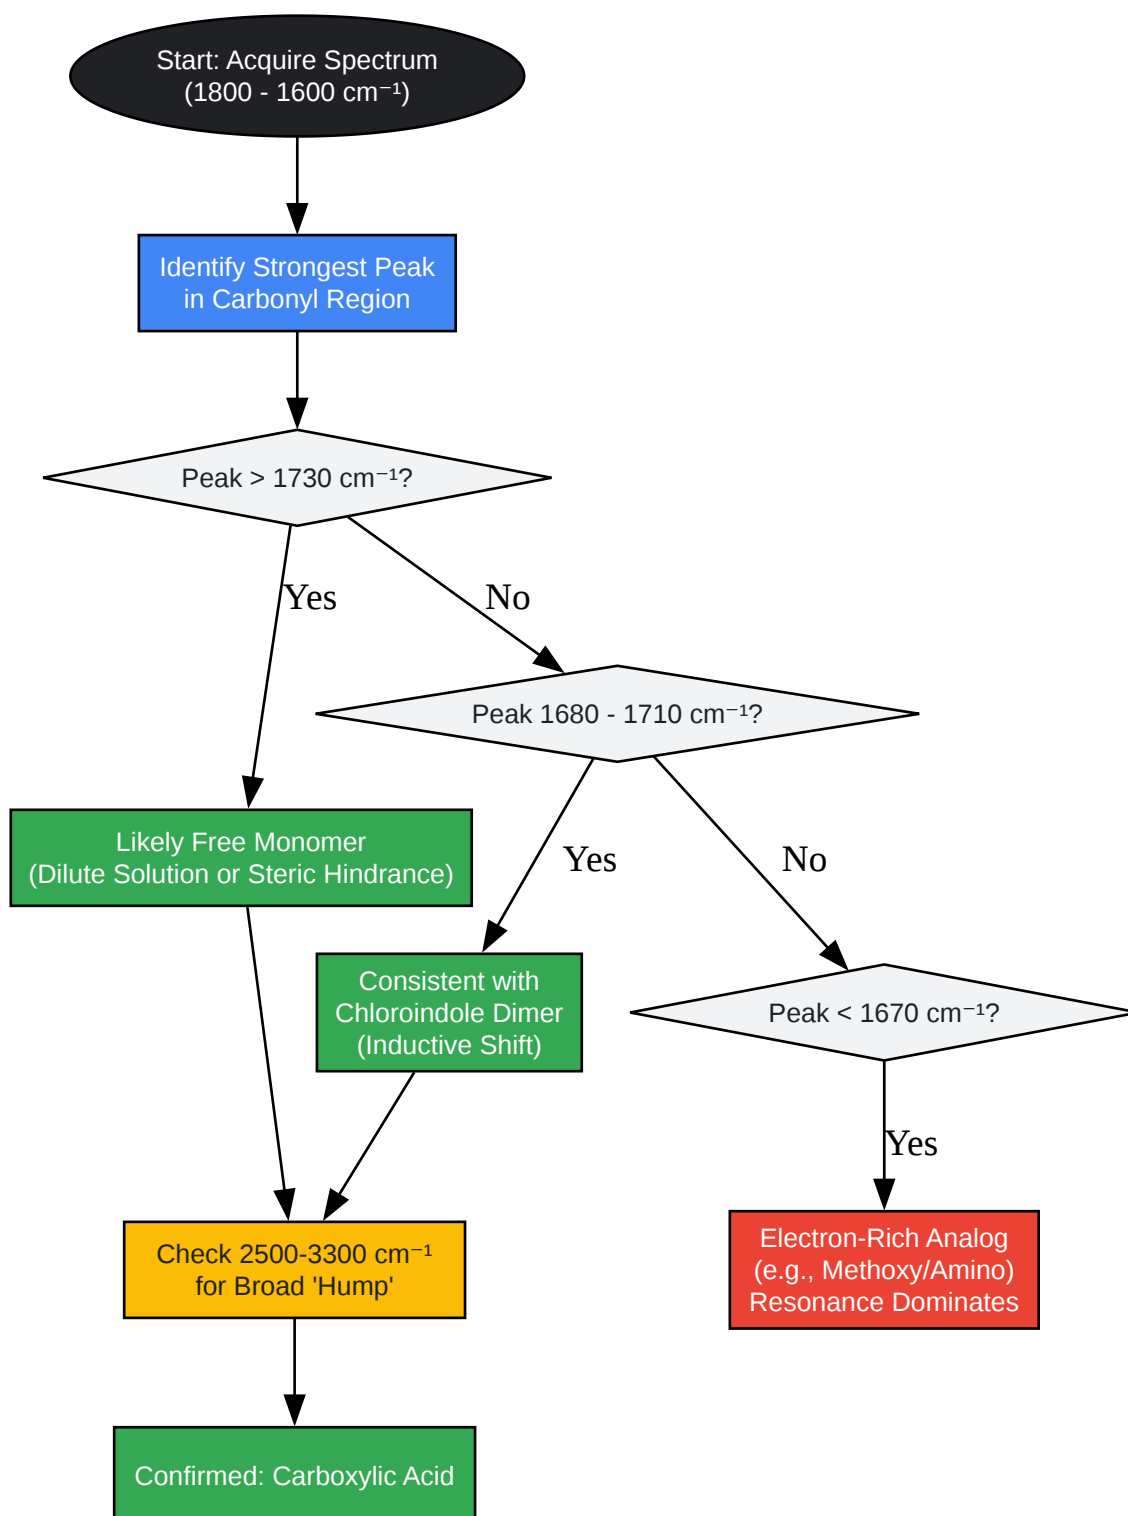 Start: Acquire Spectrum
(1800 - 1600 cm⁻¹)
Identify Strongest Peak
in Carbonyl Region
Peak > 1730 cm⁻¹?
Yes
No
Peak 1680 - 1710 cm⁻¹?
Likely Free Monomer
(Dilute Solution or Steric Hindrance)
Yes
No
Consistent with
Chloroindole Dimer
(Inductive Shift)
Peak < 1670 cm⁻¹?
Yes
Check 2500-3300 cm⁻¹
for Broad 'Hump'
Electron-Rich Analog
(e.g., Methoxy/Amino)
Resonance Dominates
Confirmed: Carboxylic Acid